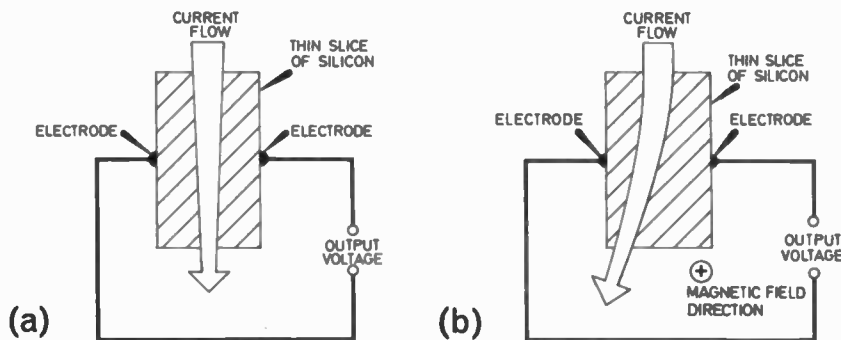 CURRENT
FLOW
THIN SLICE
OF SILICON
ELECTRODE
ELECTRODE
OUTPUT
VOLTAGE
(a)
CURRENT
FLOW
THIN SLICE
OF SILICON
ELECTRODE
ELECTRODE
OUTPUT
VOLTAGE
MAGNETIC FIELD
DIRECTION
(b)